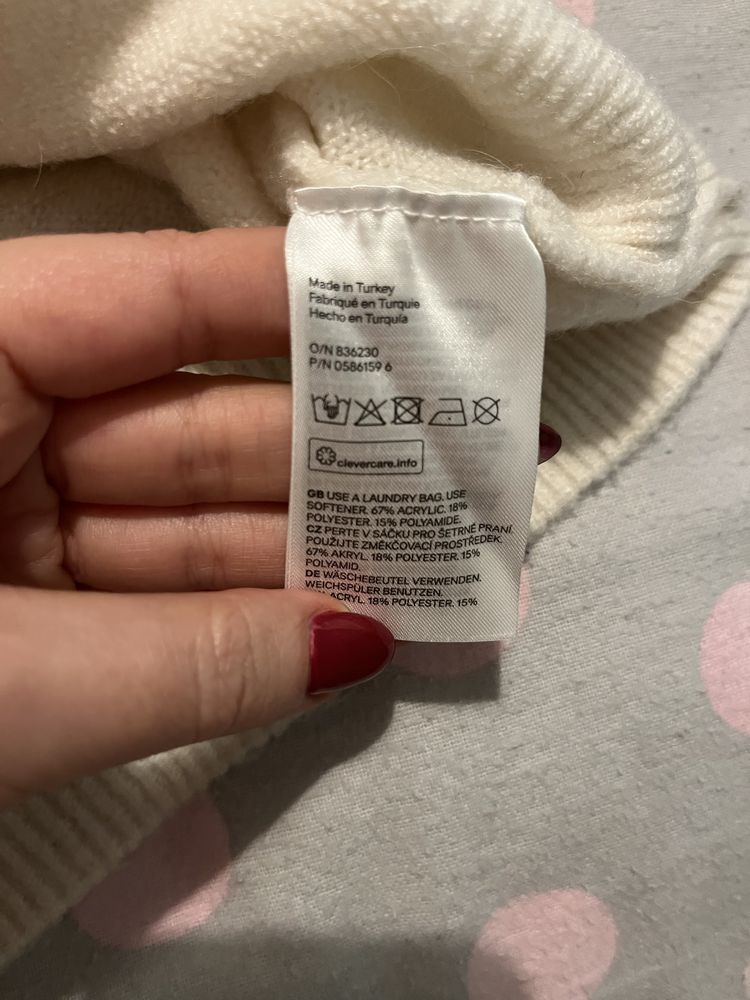 Made in Turkey
Fabriqué en Turquie
Hecho en Turquía
O/N 836230
P/N 0586159 6
clevercare.info
GB USE A LAUNDRY BAG. USE
SOFTENER. 67% ACRYLIC. 18%
POLYESTER. 15% POLYAMIDE.
CZ PERTE V SÁČKU PRO ŠETRNÉ PRANÍ.
POUŽIJTE ZMĚKČOVACÍ PROSTŘEDEK.
67% AKRYL. 18% POLYESTER. 15%
POLYAMID.
DE WÄSCHEBEUTEL VERWENDEN.
WEICHSPÜLER BENUTZEN.
ACRYL. 18% POLYESTER. 15%